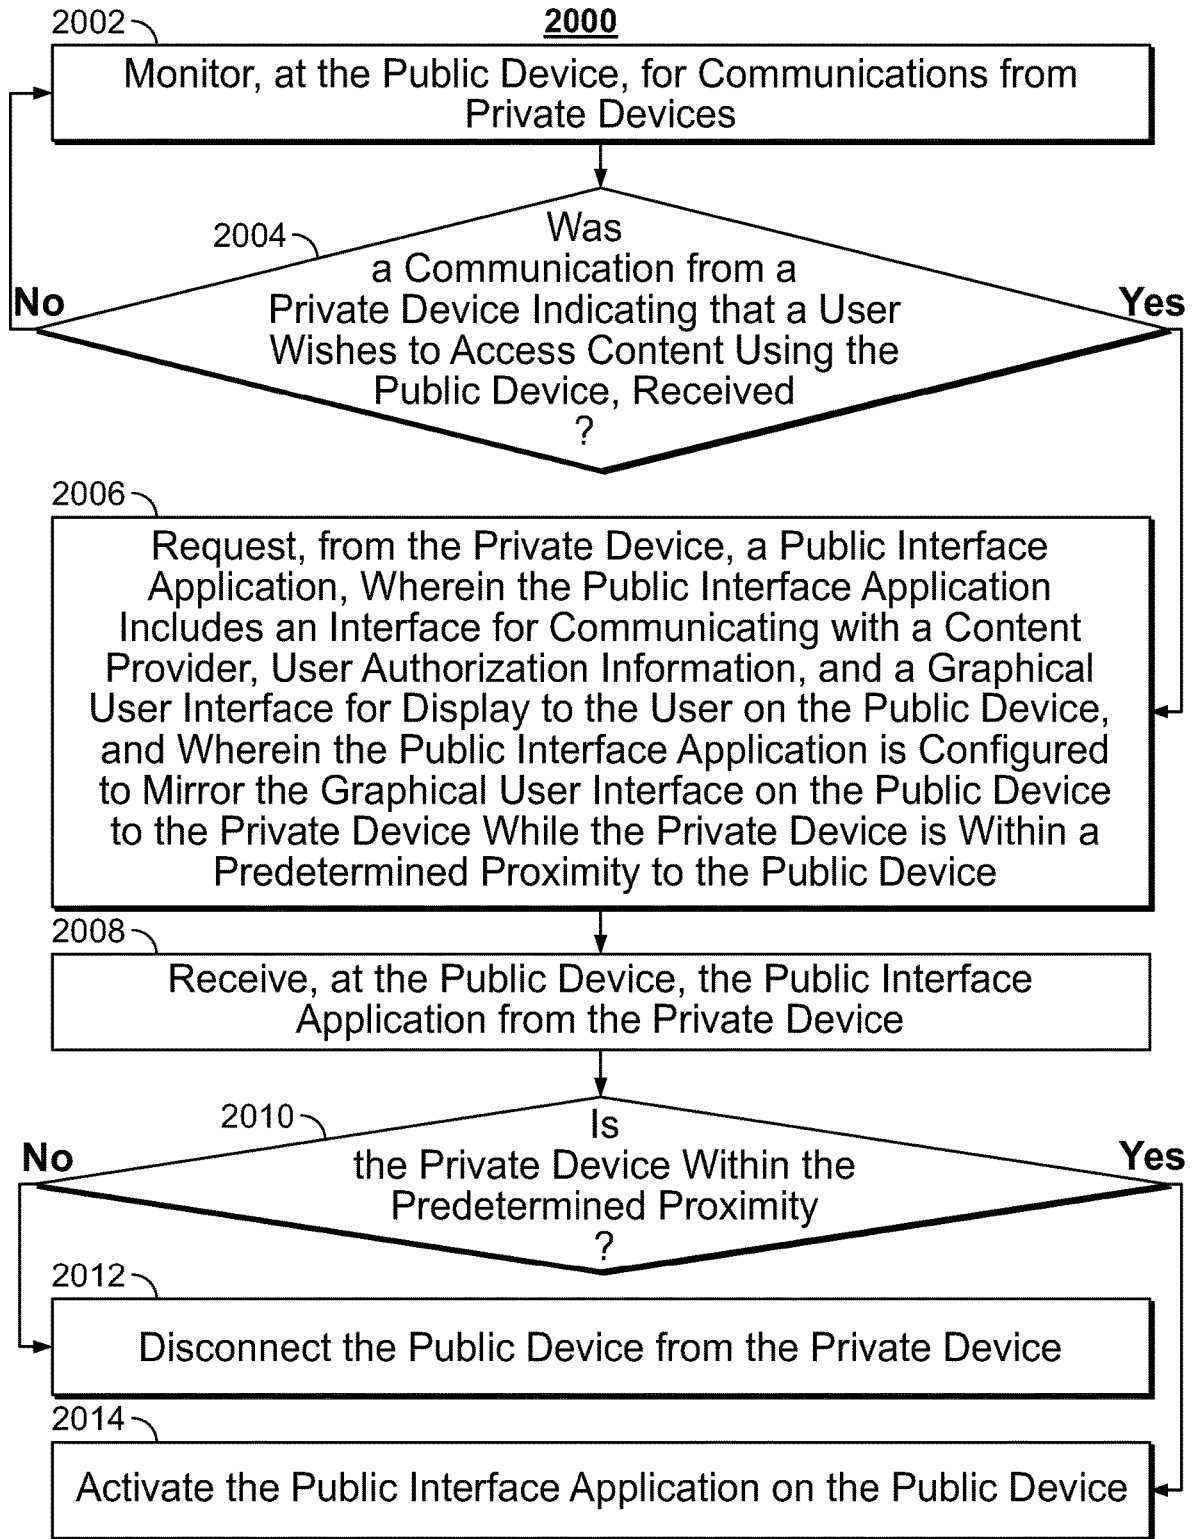 2000
2002
Monitor, at the Public Device, for Communications from
Private Devices
2004
Was
a Communication from a
Private Device Indicating that a User
Wishes to Access Content Using the
Public Device, Received
?
No
Yes
2006
Request, from the Private Device, a Public Interface
Application, Wherein the Public Interface Application
Includes an Interface for Communicating with a Content
Provider, User Authorization Information, and a Graphical
User Interface for Display to the User on the Public Device,
and Wherein the Public Interface Application is Configured
to Mirror the Graphical User Interface on the Public Device
to the Private Device While the Private Device is Within a
Predetermined Proximity to the Public Device
2008
Receive, at the Public Device, the Public Interface
Application from the Private Device
2010
Is
the Private Device Within the
Predetermined Proximity
?
No
Yes
2012
Disconnect the Public Device from the Private Device
2014
Activate the Public Interface Application on the Public Device